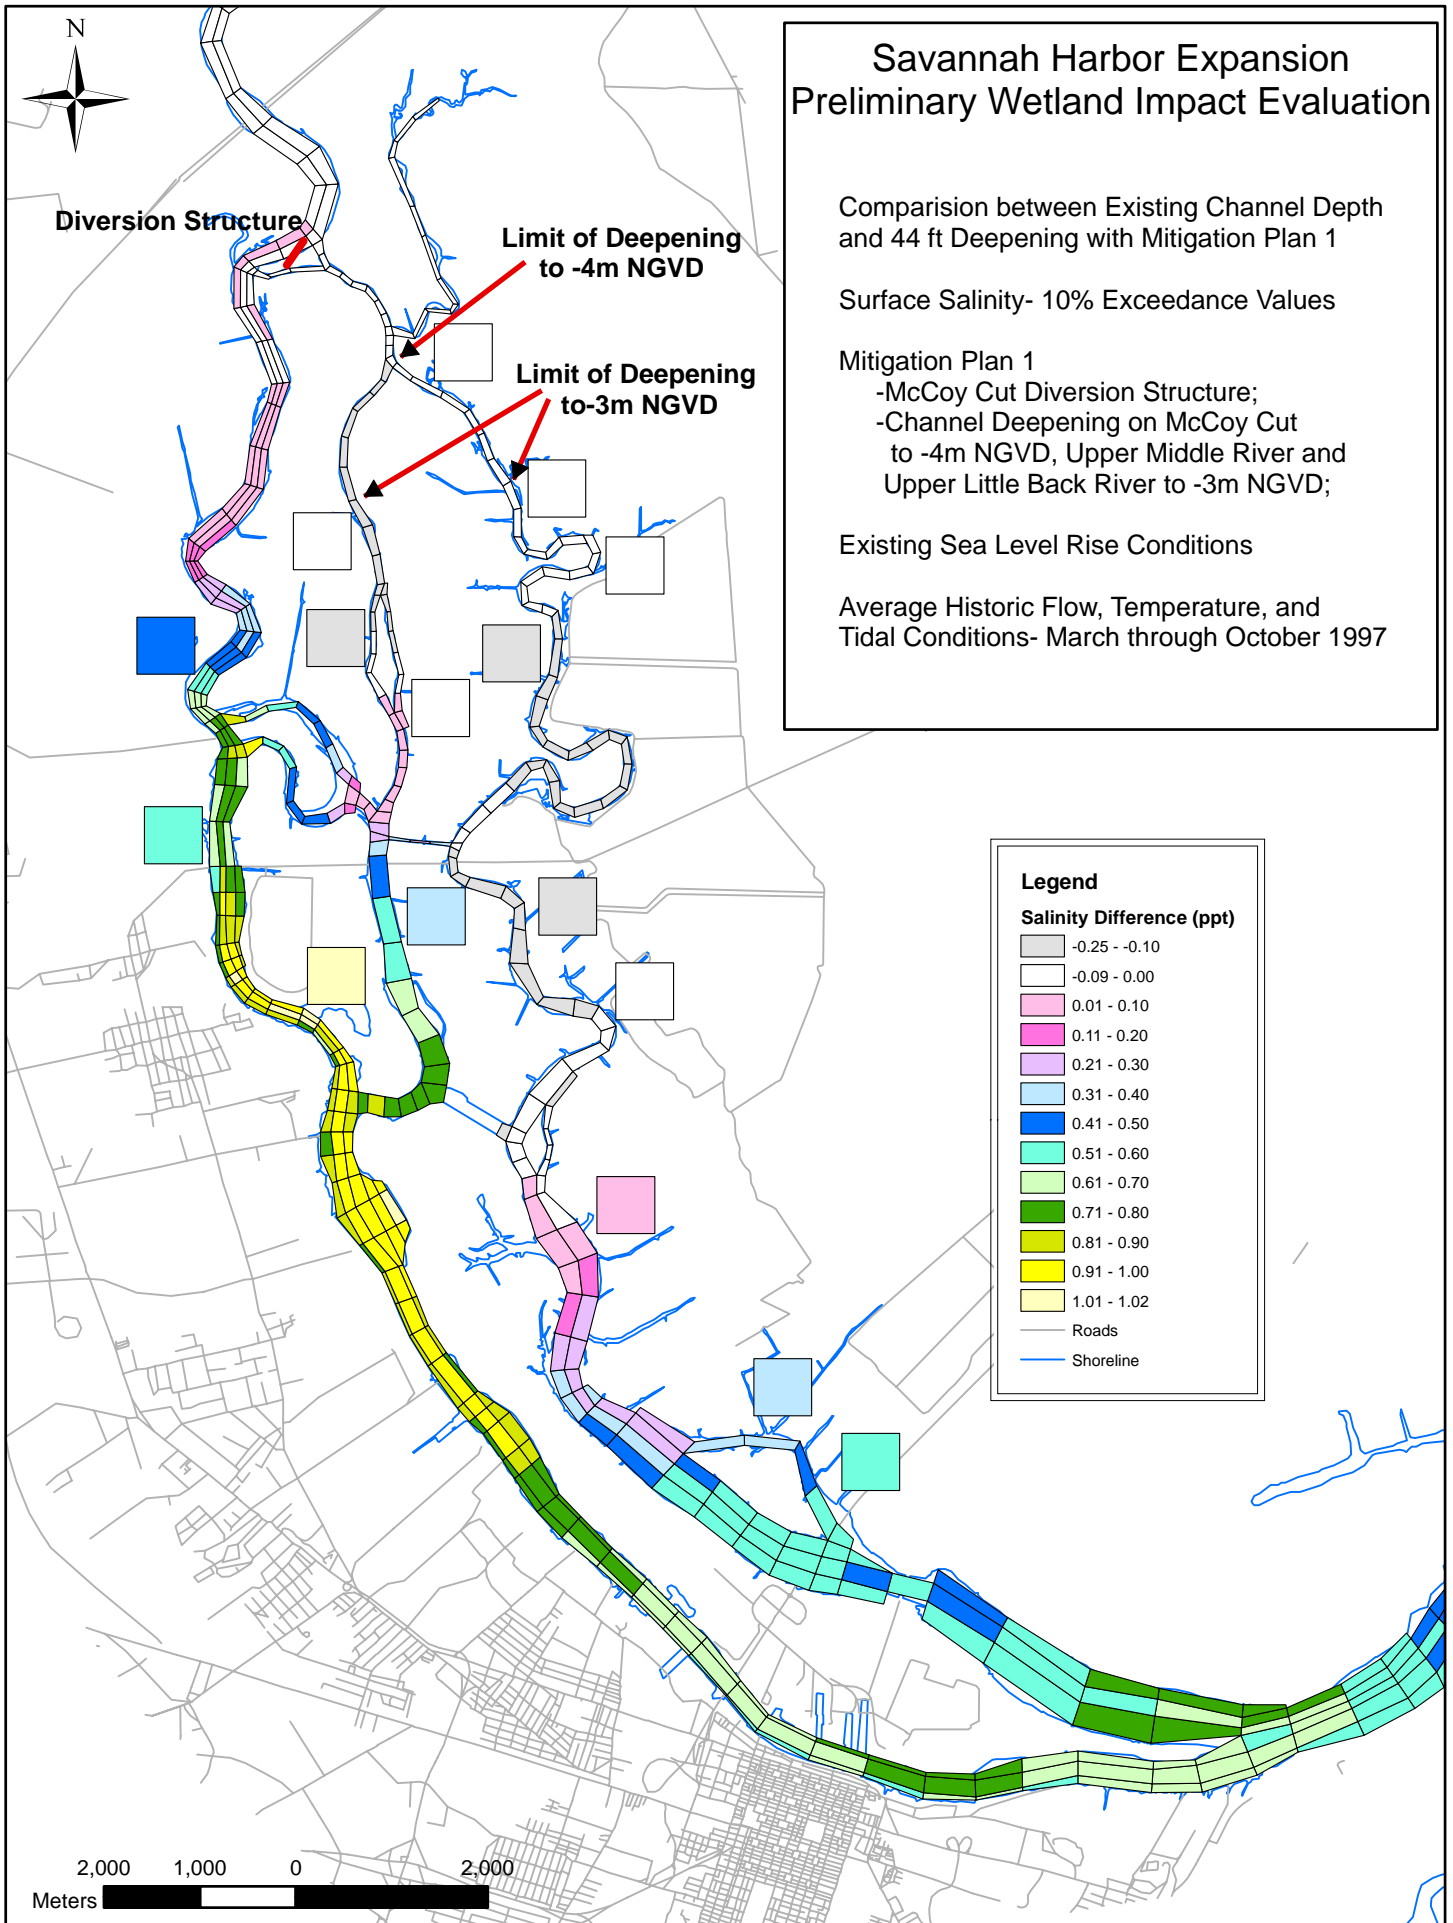 N
Savannah Harbor Expansion
Preliminary Wetland Impact Evaluation
Comparision between Existing Channel Depth
and 44 ft Deepening with Mitigation Plan 1
Surface Salinity- 10% Exceedance Values
Mitigation Plan 1
-McCoy Cut Diversion Structure;
-Channel Deepening on McCoy Cut
to -4m NGVD, Upper Middle River and
Upper Little Back River to -3m NGVD;
Existing Sea Level Rise Conditions
Average Historic Flow, Temperature, and
Tidal Conditions- March through October 1997
Diversion Structure
Limit of Deepening
to -4m NGVD
Limit of Deepening
to-3m NGVD
Legend
Salinity Difference (ppt)
-0.25 - -0.10
-0.09 - 0.00
0.01 - 0.10
0.11 - 0.20
0.21 - 0.30
0.31 - 0.40
0.41 - 0.50
0.51 - 0.60
0.61 - 0.70
0.71 - 0.80
0.81 - 0.90
0.91 - 1.00
1.01 - 1.02
Roads
Shoreline
2,000 1,000 0 2,000
Meters